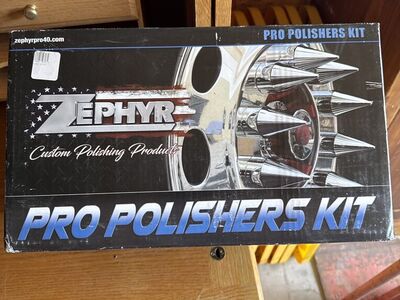 zephyrpro40.com
PRO POLISHERS KIT
ZEPHYR
Custom Polishing Products
PRO POLISHERS KIT